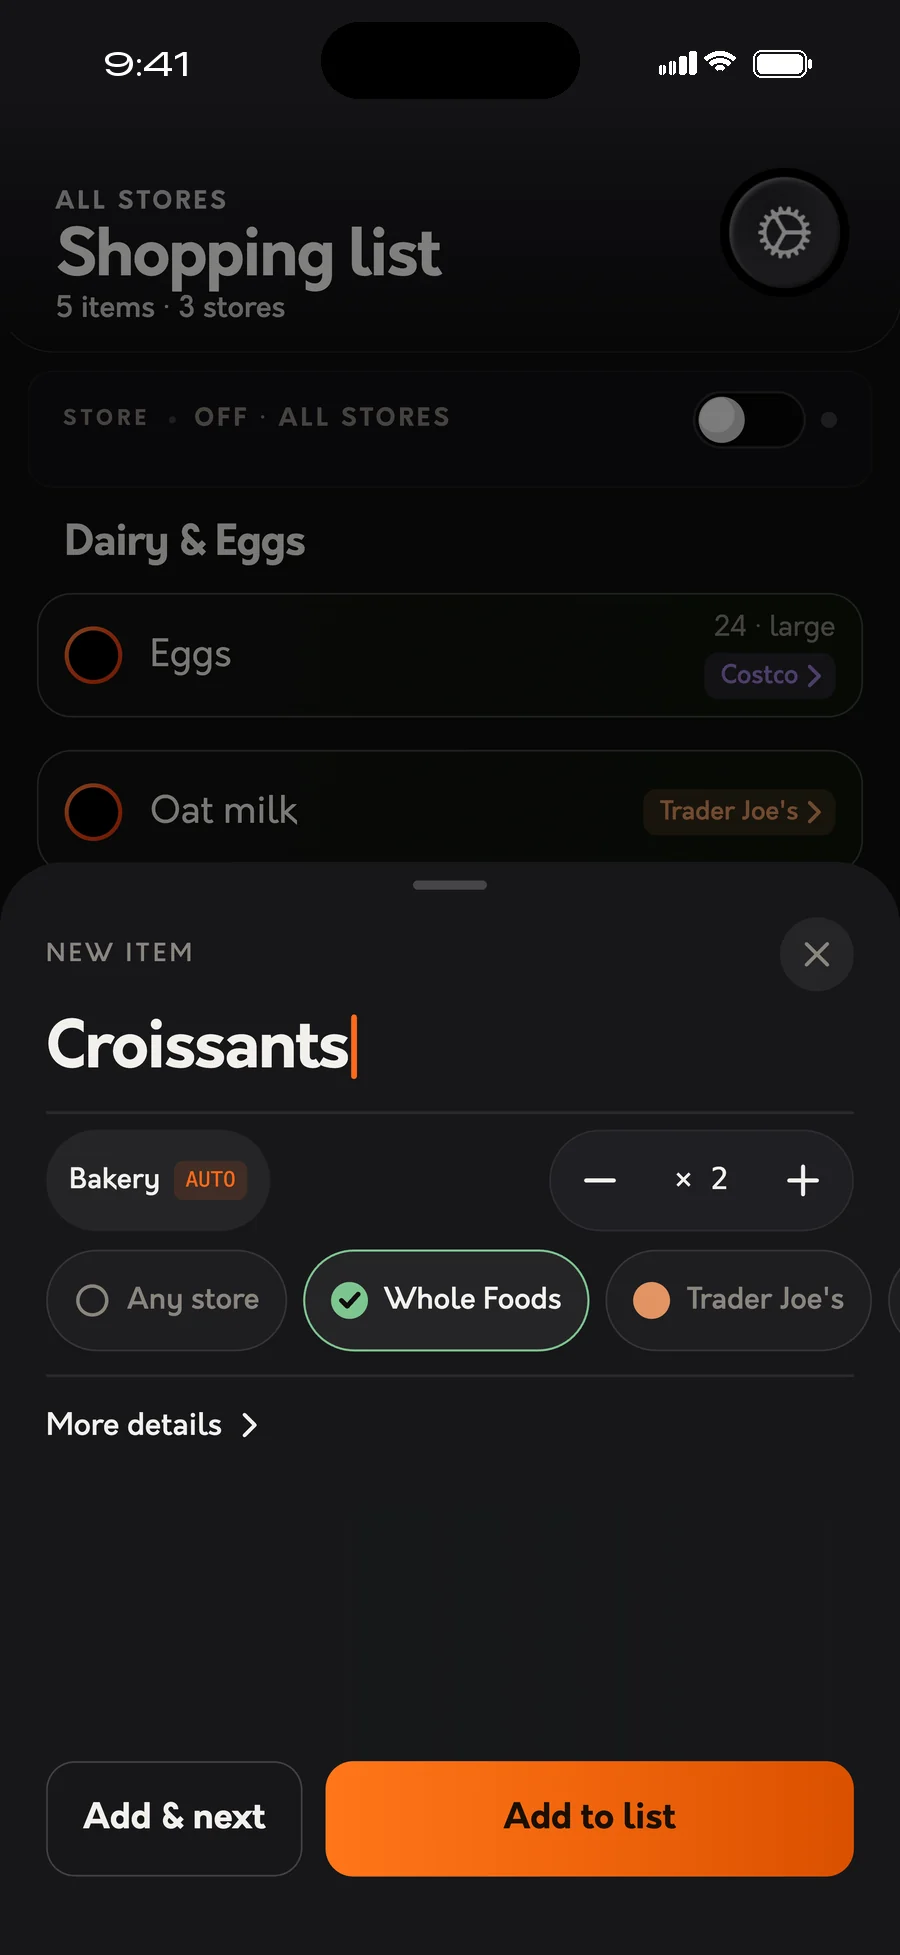 9:41
ALL STORES
Shopping list
5 items · 3 stores
STORE • OFF · ALL STORES
Dairy & Eggs
Eggs
24 · large
Costco
Oat milk
Trader Joe's
NEW ITEM
Croissants
Bakery AUTO
× 2
Any store
Whole Foods
Trader Joe's
More details
Add & next
Add to list